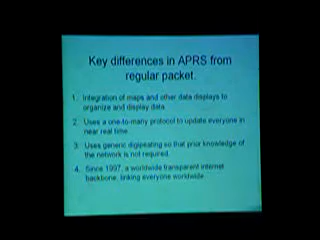 Key differences in APRS from
regular packet.
1. Integration of maps and other data displays to
organize and display data.
2. Uses a one-to-many protocol to update everyone in
near real time.
3. Uses generic digipeating so that prior knowledge of
the network is not required.
4. Since 1997, a worldwide transparent internet
backbone, linking everyone worldwide